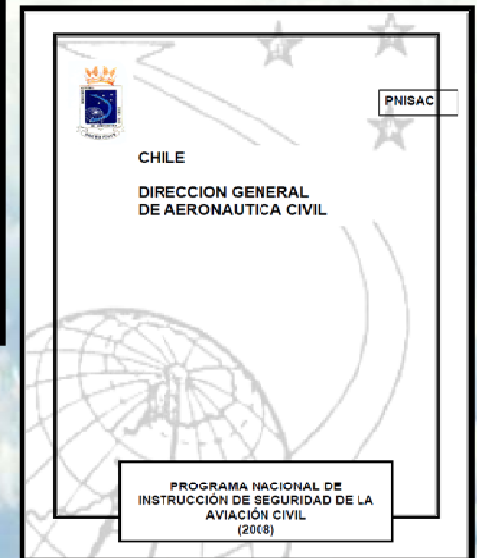 PNISAC
CHILE
DIRECCION GENERAL
DE AERONAUTICA CIVIL
PROGRAMA NACIONAL DE
INSTRUCCIÓN DE SEGURIDAD DE LA
AVIACIÓN CIVIL
(2008)